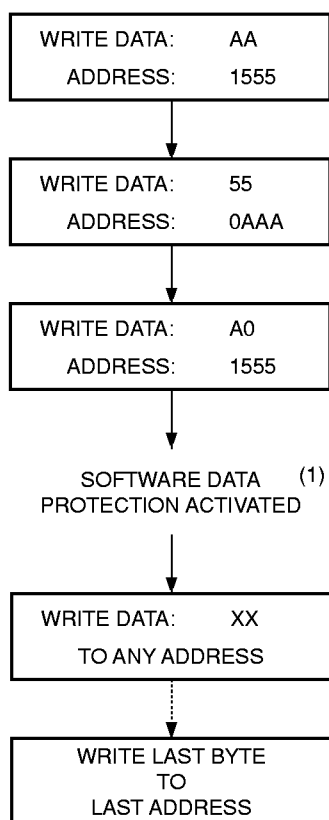 WRITE DATA: AA
ADDRESS: 1555
WRITE DATA: 55
ADDRESS: 0AAA
WRITE DATA: A0
ADDRESS: 1555
SOFTWARE DATA (1)
PROTECTION ACTIVATED
WRITE DATA: XX
TO ANY ADDRESS
WRITE LAST BYTE
TO
LAST ADDRESS